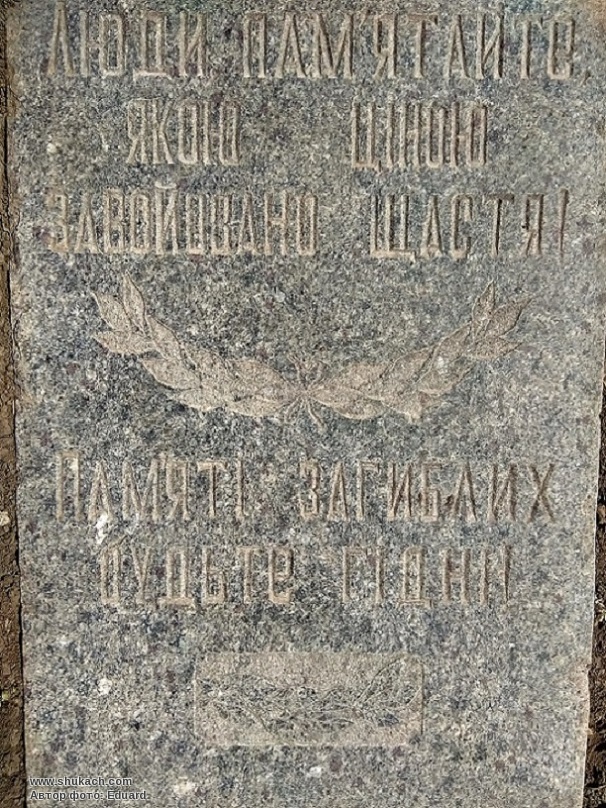 ЛЮДИ ПАМ'ЯТАЙТЕ,
ЯКОЮ ЦІНОЮ
ЗАВОЙОВАНО ЩАСТЯ!
ПАМ'ЯТІ ЗАГИБЛИХ
БУДЬТЕ ГІДНІ!
www.shukach.com
Автор фото: Eduard.